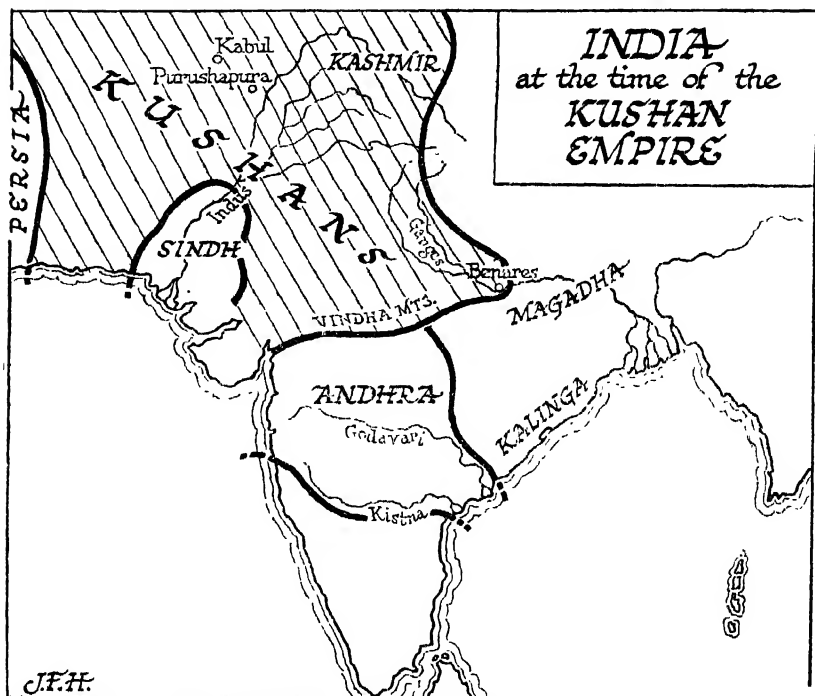 INDIA
at the time of the
KUSHAN
EMPIRE
Kabul
Purushapura
KASHMIR
KUSHANS
PERSIA
Indus
SINDH
Ganges
Benares
VINDHA MTS.
MAGADHA
ANDHRA
KALINGA
Godavari
Kistna
J.F.H.